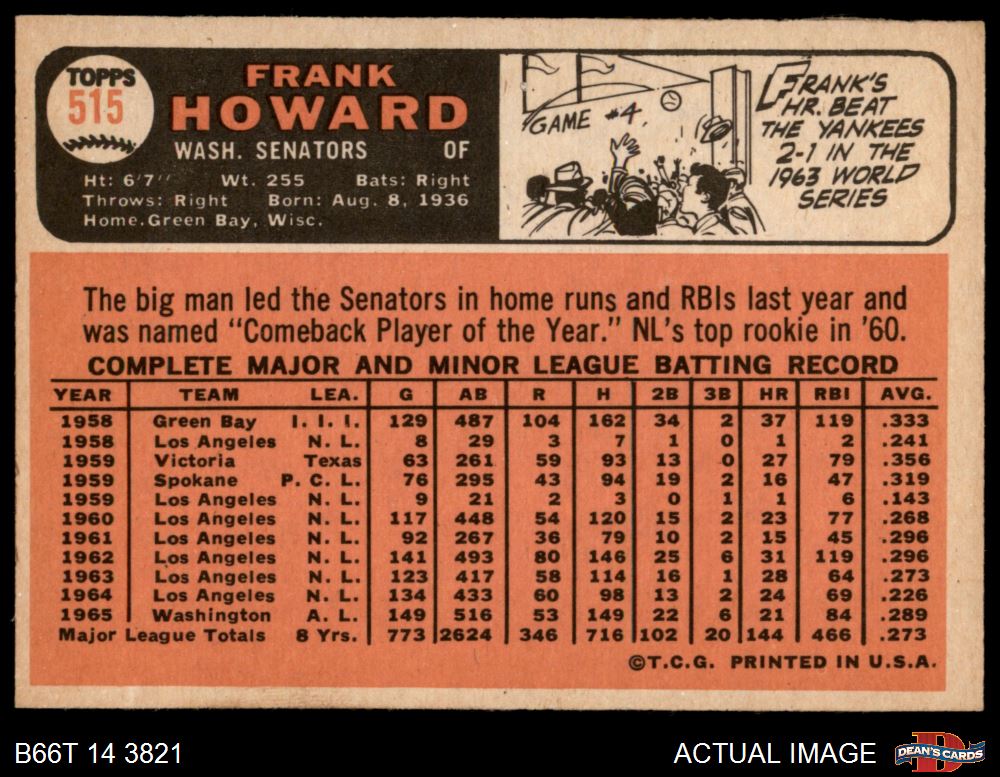 TOPPS
515
FRANK
HOWARD
WASH. SENATORS OF
Ht: 6'7" Wt. 255 Bats: Right
Throws: Right Born: Aug. 8, 1936
Home. Green Bay, Wisc.
GAME #4.
FRANK'S
HR. BEAT
THE YANKEES
2-1 IN THE
1963 WORLD
SERIES
The big man led the Senators in home runs and RBIs last year and
was named "Comeback Player of the Year." NL's top rookie in '60.
COMPLETE MAJOR AND MINOR LEAGUE BATTING RECORD
YEAR TEAM LEA. G AB R H 2B 3B HR RBI AVG.
1958 Green Bay I. I. I. 129 487 104 162 34 2 37 119 .333
1958 Los Angeles N. L. 8 29 3 7 1 0 1 2 .241
1959 Victoria Texas 63 261 59 93 13 0 27 79 .356
1959 Spokane P. C. L. 76 295 43 94 19 2 16 47 .319
1959 Los Angeles N. L. 9 21 2 3 0 1 1 6 .143
1960 Los Angeles N. L. 117 448 54 120 15 2 23 77 .268
1961 Los Angeles N. L. 92 267 36 79 10 2 15 45 .296
1962 Los Angeles N. L. 141 493 80 146 25 6 31 119 .296
1963 Los Angeles N. L. 123 417 58 114 16 1 28 64 .273
1964 Los Angeles N. L. 134 433 60 98 13 2 24 69 .226
1965 Washington A. L. 149 516 53 149 22 6 21 84 .289
Major League Totals 8 Yrs. 773 2624 346 716 102 20 144 466 .273
©T.C.G. PRINTED IN U.S.A.
B66T 14 3821
ACTUAL IMAGE
DEAN'S CARDS